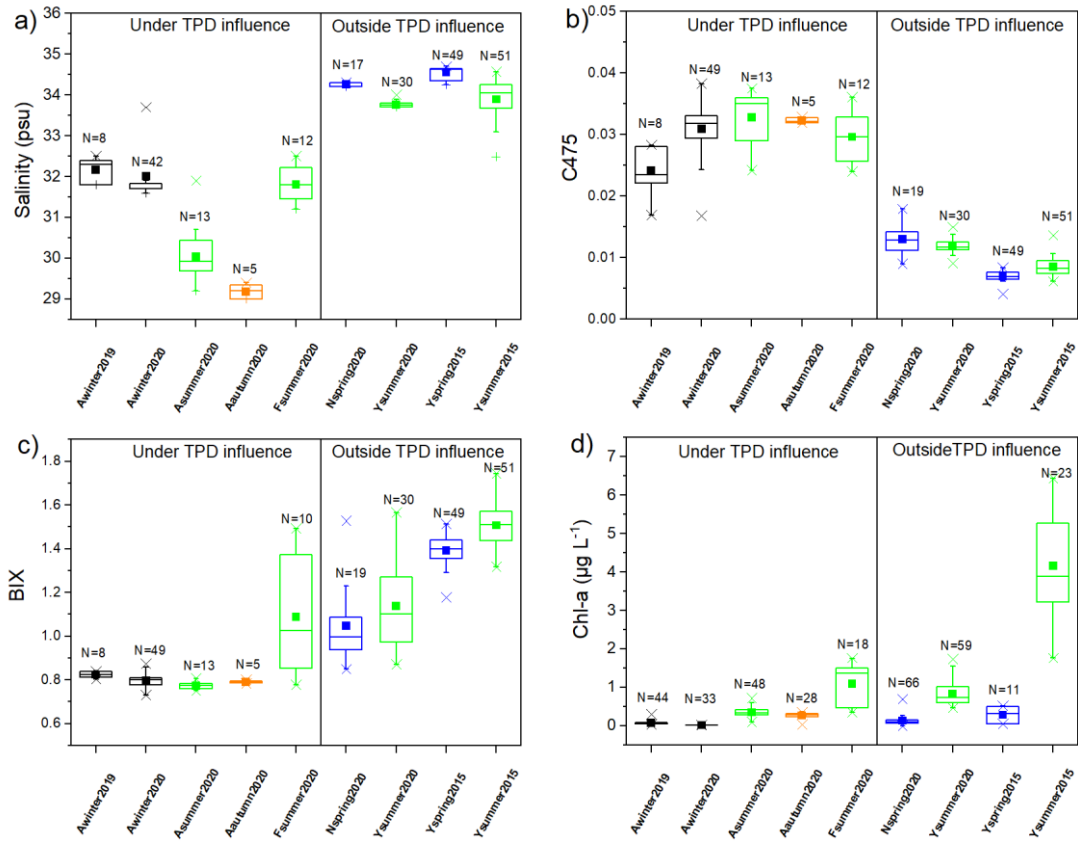 a)
Under TPD influence
Outside TPD influence
Salinity (psu)
36
35
34
33
32
31
30
29
N=8
N=42
N=13
N=5
N=12
N=17
N=30
N=49
N=51
Awinter2019
Awinter2020
Asummer2020
Aautumn2020
Fsummer2020
Nspring2020
Ysummer2020
Yspring2015
Ysummer2015
b)
Under TPD influence
Outside TPD influence
C475
0.05
0.04
0.03
0.02
0.01
0.00
N=8
N=49
N=13
N=5
N=12
N=19
N=30
N=49
N=51
Awinter2019
Awinter2020
Asummer2020
Aautumn2020
Fsummer2020
Nspring2020
Ysummer2020
Yspring2015
Ysummer2015
c)
Under TPD influence
Outside TPD influence
BIX
1.8
1.6
1.4
1.2
1.0
0.8
0.6
N=8
N=49
N=13
N=5
N=10
N=19
N=30
N=49
N=51
Awinter2019
Awinter2020
Asummer2020
Aautumn2020
Fsummer2020
Nspring2020
Ysummer2020
Yspring2015
Ysummer2015
d)
Under TPD influence
OutsideTPD influence
Chl-a (µg L⁻¹)
7
6
5
4
3
2
1
0
N=44
N=33
N=48
N=28
N=18
N=66
N=59
N=11
N=23
Awinter2019
Awinter2020
Asummer2020
Aautumn2020
Fsummer2020
Nspring2020
Ysummer2020
Yspring2015
Ysummer2015